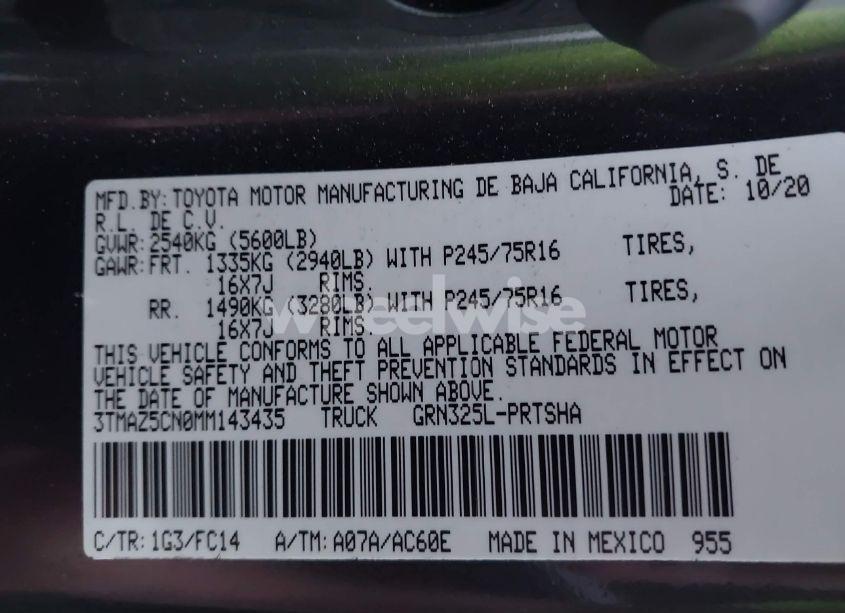 MFD.BY: TOYOTA MOTOR MANUFACTURING DE BAJA CALIFORNIA, S. DE
R.L. DE C.V. DATE: 10/20
GVWR: 2540KG (5600LB)
GAWR: FRT. 1335KG (2940LB) WITH P245/75R16 TIRES,
16X7J RIMS.
RR. 1490KG (3280LB) WITH P245/75R16 TIRES,
16X7J RIMS.
wheelwise
THIS VEHICLE CONFORMS TO ALL APPLICABLE FEDERAL MOTOR
VEHICLE SAFETY AND THEFT PREVENTION STANDARDS IN EFFECT ON
THE DATE OF MANUFACTURE SHOWN ABOVE.
3TMAZ5CN0MM143435 TRUCK GRN325L-PRTSHA
C/TR: 1G3/FC14 A/TM: A07A/AC60E MADE IN MEXICO 955